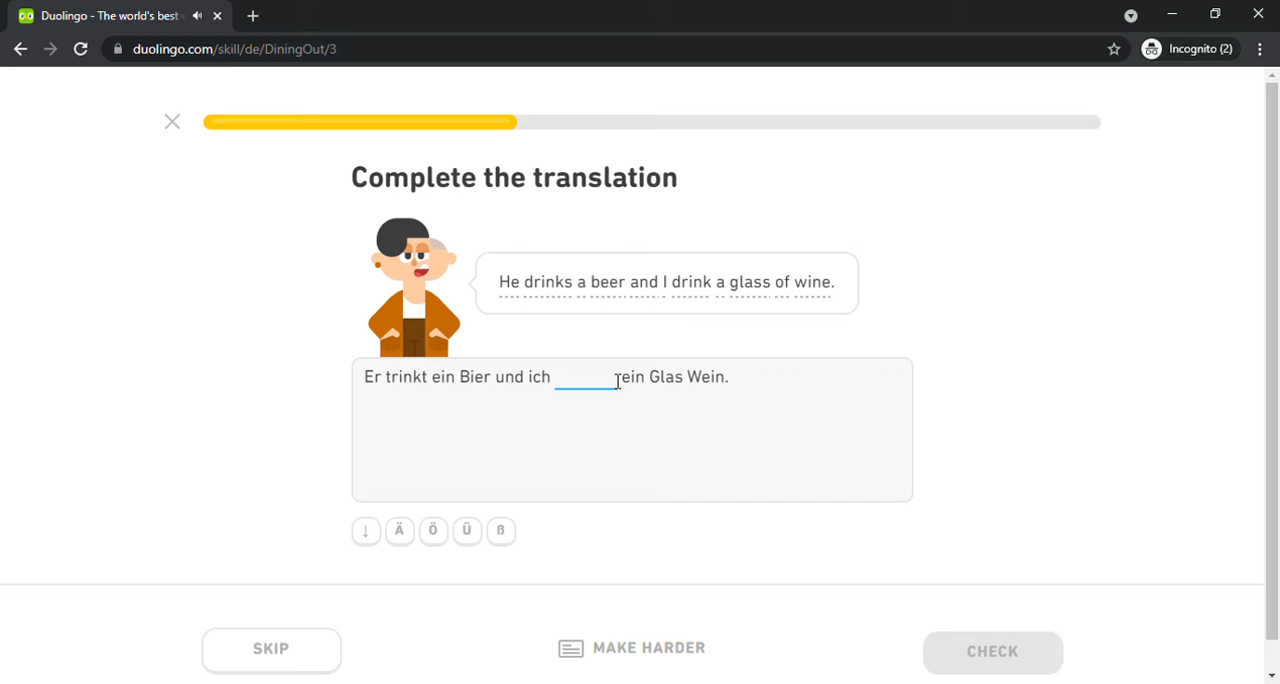 Duolingo - The world's best
duolingo.com/skill/de/DiningOut/3
Incognito (2)
Complete the translation
He drinks a beer and I drink a glass of wine.
Er trinkt ein Bier und ich ein Glas Wein.
↓ Ä Ö Ü ß
SKIP
MAKE HARDER
CHECK